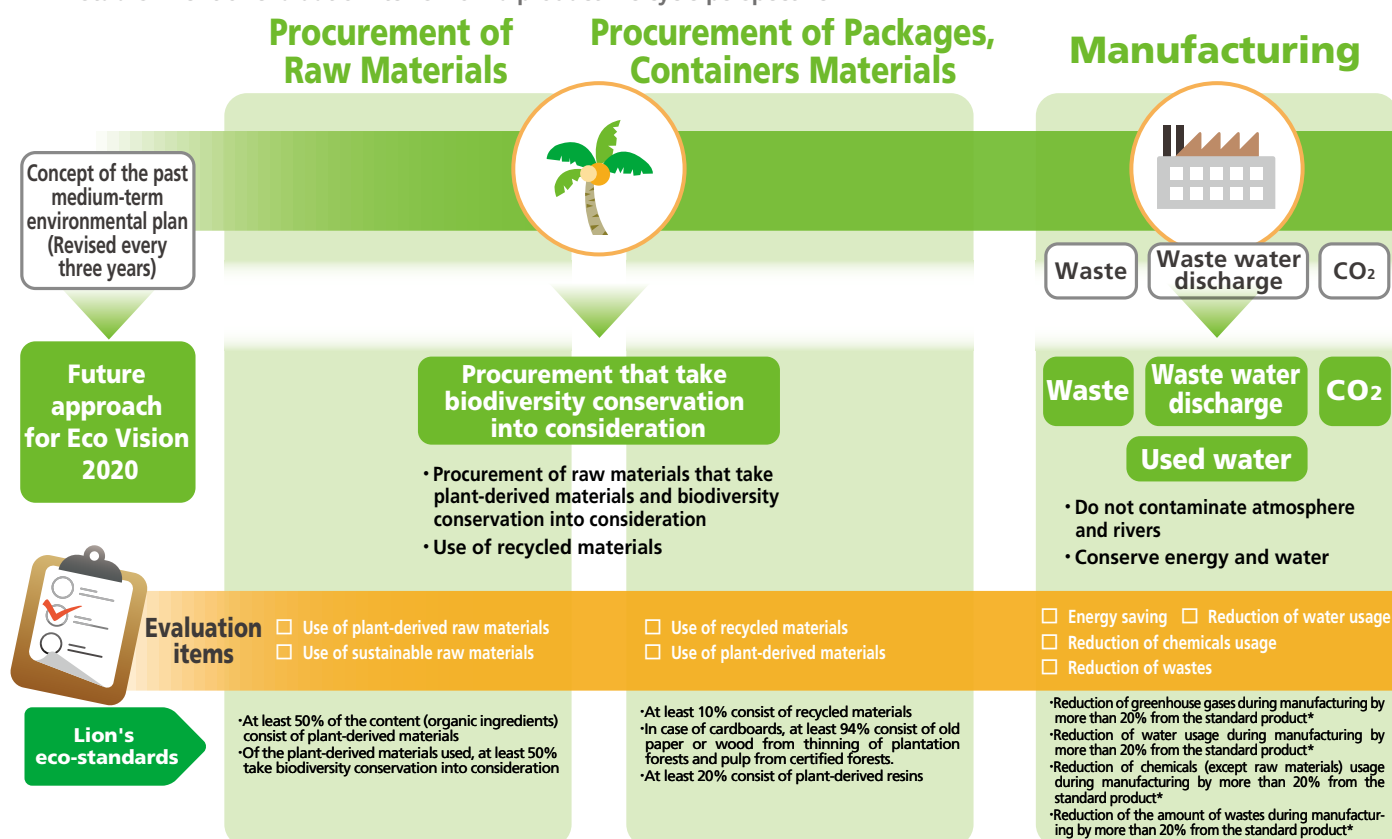 Procurement of
Raw Materials
Procurement of Packages,
Containers Materials
Manufacturing
Concept of the past
medium-term
environmental plan
(Revised every
three years)
Waste
Waste water
discharge
CO₂
Future
approach
for Eco Vision
2020
Procurement that take
biodiversity conservation
into consideration
・Procurement of raw materials that take
plant-derived materials and biodiversity
conservation into consideration
・Use of recycled materials
Waste
Waste water
discharge
CO₂
Used water
・Do not contaminate atmosphere
and rivers
・Conserve energy and water
Evaluation
items
□ Use of plant-derived raw materials
□ Use of sustainable raw materials
□ Use of recycled materials
□ Use of plant-derived materials
□ Energy saving □ Reduction of water usage
□ Reduction of chemicals usage
□ Reduction of wastes
Lion's
eco-standards
・At least 50% of the content (organic ingredients)
consist of plant-derived materials
・Of the plant-derived materials used, at least 50%
take biodiversity conservation into consideration
・At least 10% consist of recycled materials
・In case of cardboards, at least 94% consist of old
paper or wood from thinning of plantation
forests and pulp from certified forests.
・At least 20% consist of plant-derived resins
・Reduction of greenhouse gases during manufacturing by
more than 20% from the standard product*
・Reduction of water usage during manufacturing by
more than 20% from the standard product*
・Reduction of chemicals (except raw materials) usage
during manufacturing by more than 20% from the
standard product*
・Reduction of the amount of wastes during manufactur-
ing by more than 20% from the standard product*